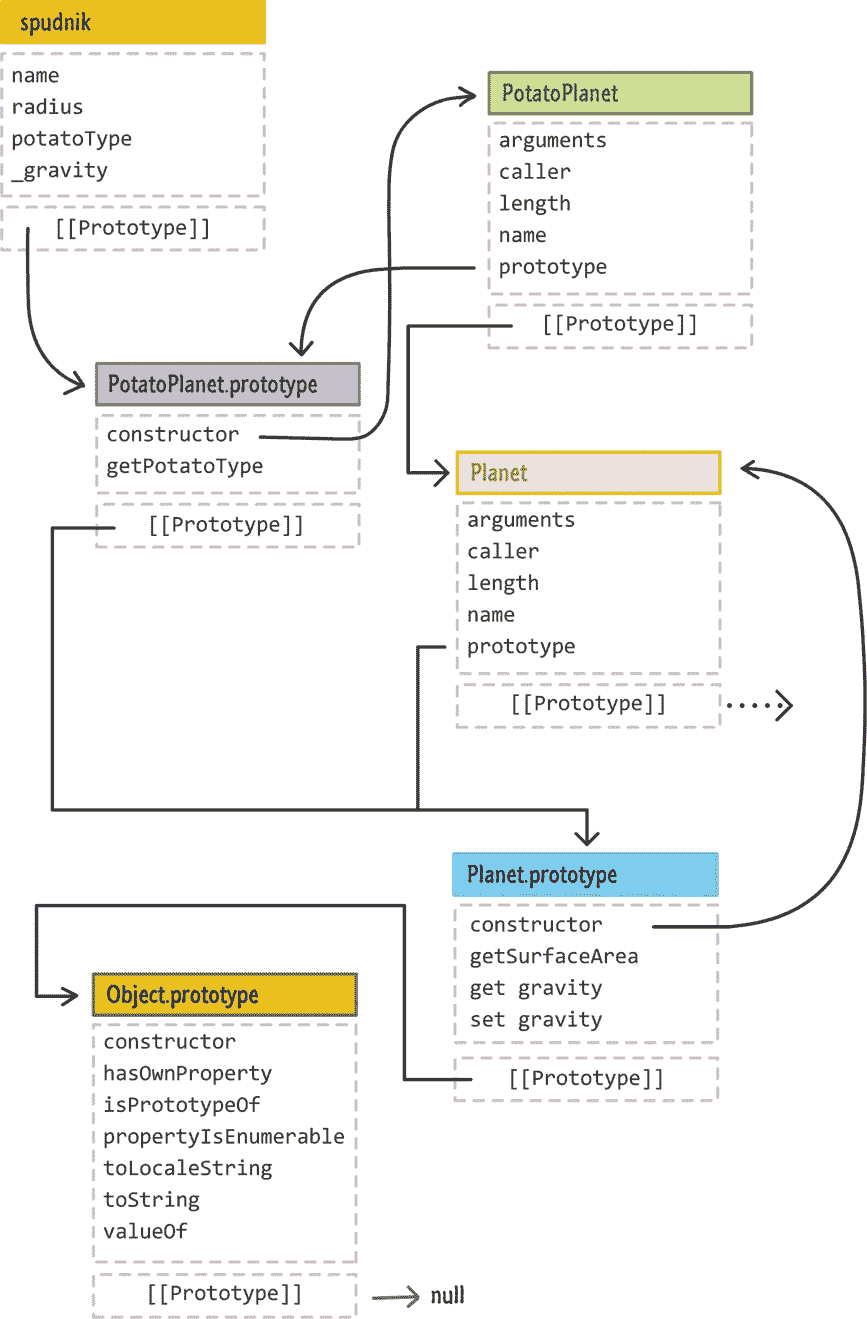 spudnik
name
radius
potatoType
_gravity
[[Prototype]]
PotatoPlanet
arguments
caller
length
name
prototype
[[Prototype]]
PotatoPlanet.prototype
constructor
getPotatoType
[[Prototype]]
Planet
arguments
caller
length
name
prototype
[[Prototype]]
Planet.prototype
constructor
getSurfaceArea
get gravity
set gravity
[[Prototype]]
Object.prototype
constructor
hasOwnProperty
isPrototypeOf
propertyIsEnumerable
toLocaleString
toString
valueOf
[[Prototype]]
null